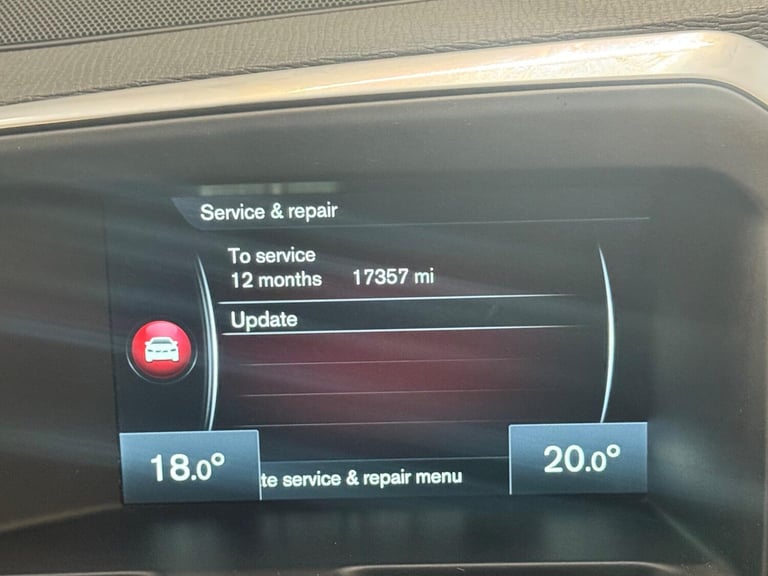 Service & repair
To service
12 months 17357 mi
Update
18.0°
te service & repair menu
20.0°